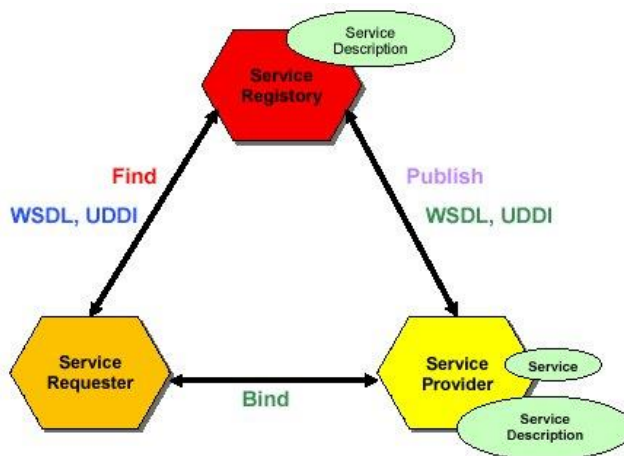 Service
Description
Service
Registory
Find
Publish
WSDL, UDDI
WSDL, UDDI
Service
Requester
Service
Provider
Service
Bind
Service
Description